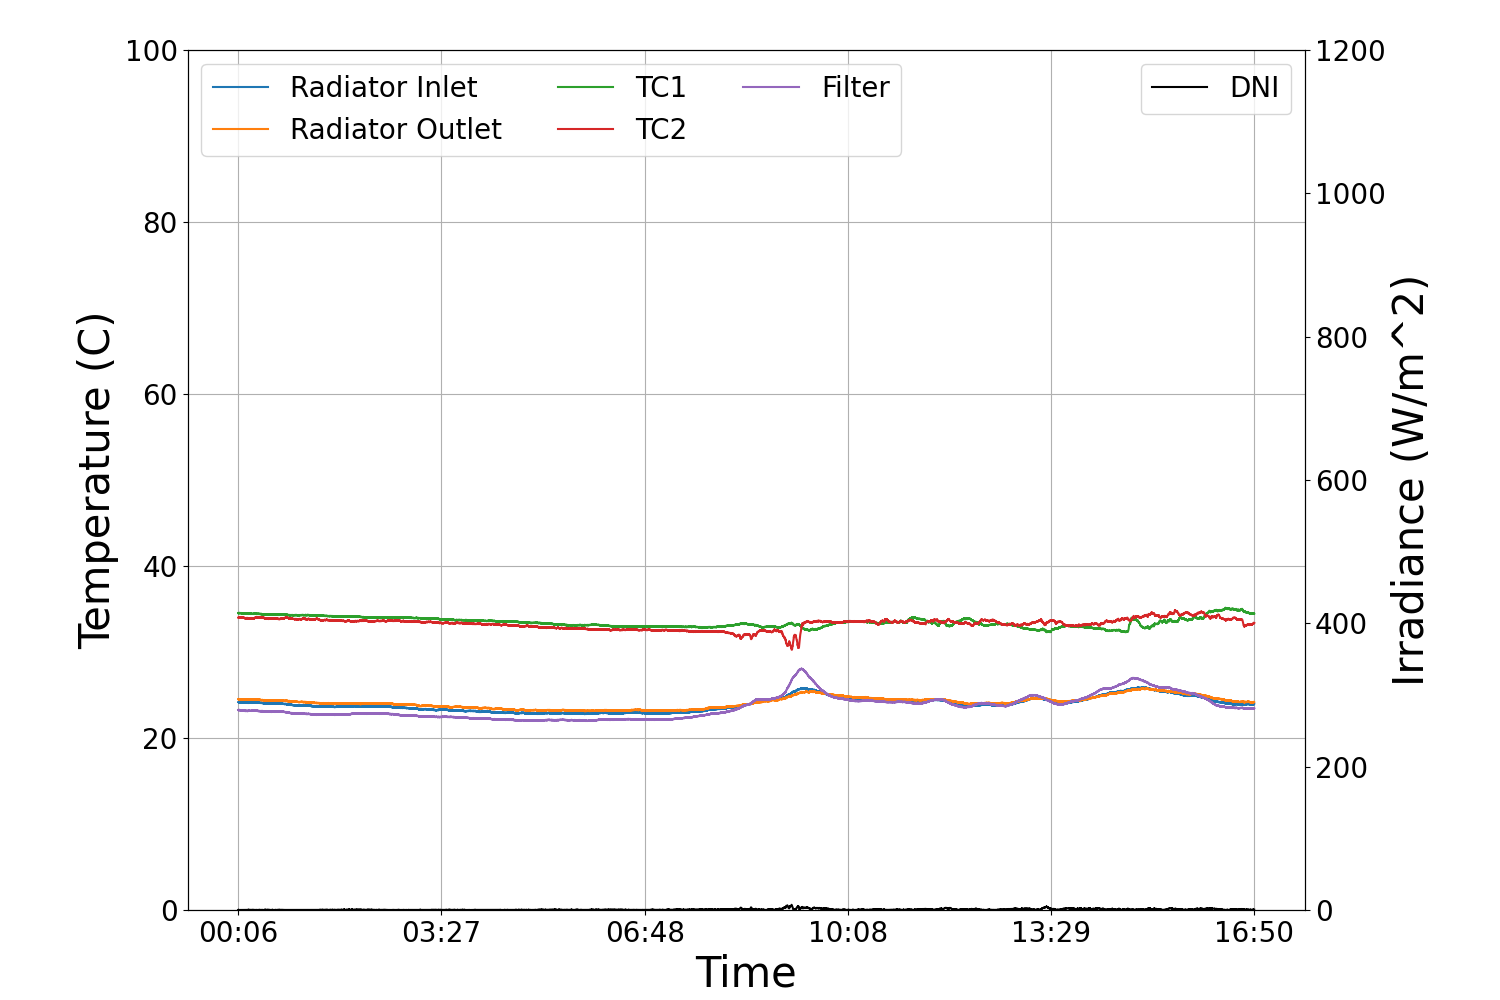 Radiator Inlet
Radiator Outlet
TC1
TC2
Filter
DNI
Temperature (C)
100
80
60
40
20
0
Irradiance (W/m^2)
1200
1000
800
600
400
200
0
00:06 03:27 06:48 10:08 13:29 16:50
Time